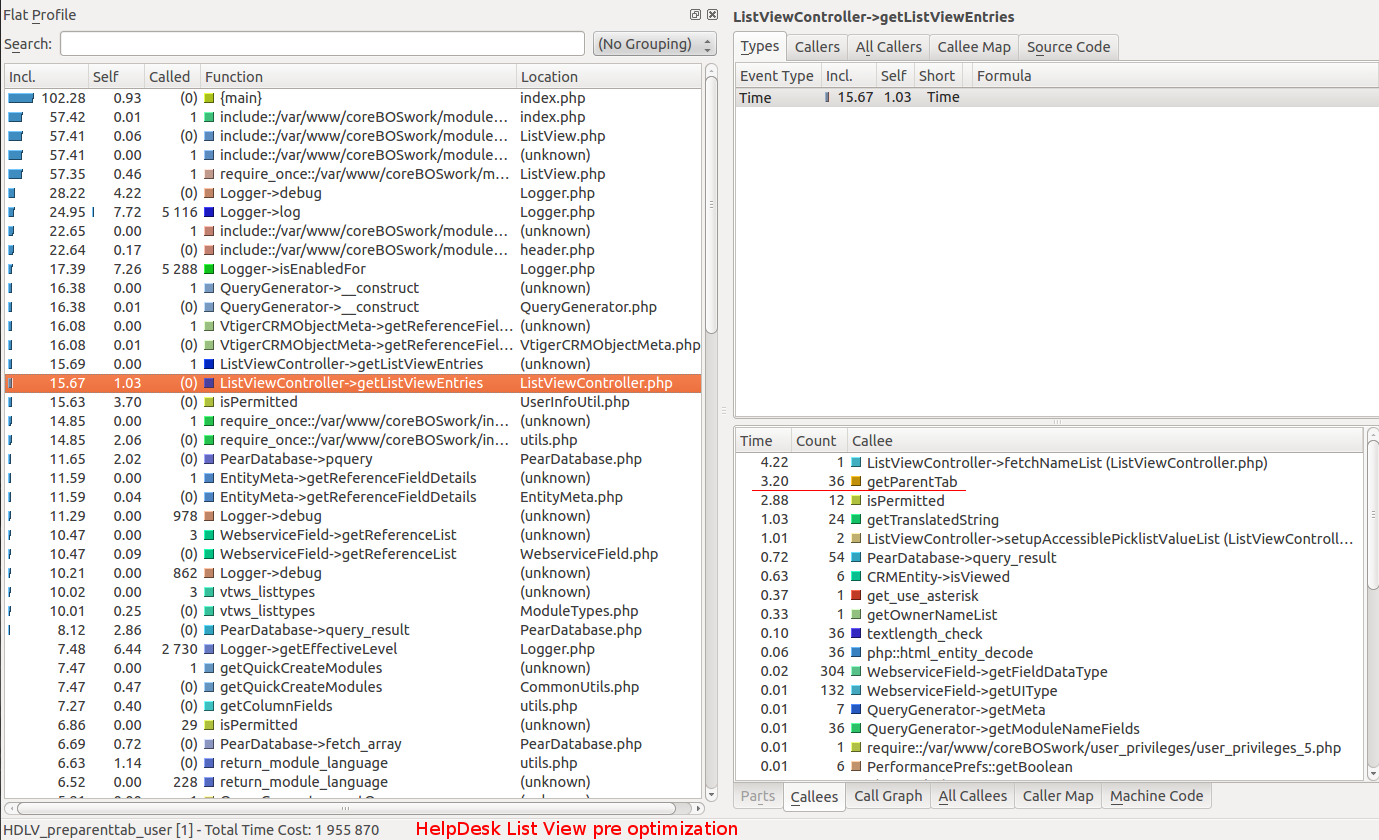 Flat Profile
Search: (No Grouping)
Incl. Self Called Function Location
102.28 0.93 (0) {main} index.php
57.42 0.01 1 include::/var/www/coreBOSwork/module... index.php
57.41 0.06 (0) include::/var/www/coreBOSwork/module... ListView.php
57.41 0.00 1 include::/var/www/coreBOSwork/module... (unknown)
57.35 0.46 1 require_once::/var/www/coreBOSwork/m... ListView.php
28.22 4.22 (0) Logger->debug Logger.php
24.95 7.72 5 116 Logger->log Logger.php
22.65 0.00 1 include::/var/www/coreBOSwork/module... (unknown)
22.64 0.17 (0) include::/var/www/coreBOSwork/module... header.php
17.39 7.26 5 288 Logger->isEnabledFor Logger.php
16.38 0.00 1 QueryGenerator->__construct (unknown)
16.38 0.01 (0) QueryGenerator->__construct QueryGenerator.php
16.08 0.00 1 VtigerCRMObjectMeta->getReferenceFiel... (unknown)
16.08 0.01 (0) VtigerCRMObjectMeta->getReferenceFiel... VtigerCRMObjectMeta.php
15.69 0.00 1 ListViewController->getListViewEntries (unknown)
15.67 1.03 (0) ListViewController->getListViewEntries ListViewController.php
15.63 3.70 (0) isPermitted UserInfoUtil.php
14.85 0.00 1 require_once::/var/www/coreBOSwork/in... (unknown)
14.85 2.06 (0) require_once::/var/www/coreBOSwork/in... utils.php
11.65 2.02 (0) PearDatabase->pquery PearDatabase.php
11.59 0.00 1 EntityMeta->getReferenceFieldDetails (unknown)
11.59 0.04 (0) EntityMeta->getReferenceFieldDetails EntityMeta.php
11.29 0.00 978 Logger->debug (unknown)
10.47 0.00 3 WebserviceField->getReferenceList (unknown)
10.47 0.09 (0) WebserviceField->getReferenceList WebserviceField.php
10.21 0.00 862 Logger->debug (unknown)
10.02 0.00 3 vtws_listtypes (unknown)
10.01 0.25 (0) vtws_listtypes ModuleTypes.php
8.12 2.86 (0) PearDatabase->query_result PearDatabase.php
7.48 6.44 2 730 Logger->getEffectiveLevel Logger.php
7.47 0.00 1 getQuickCreateModules (unknown)
7.47 0.47 (0) getQuickCreateModules CommonUtils.php
7.27 0.40 (0) getColumnFields utils.php
6.86 0.00 29 isPermitted (unknown)
6.69 0.72 (0) PearDatabase->fetch_array PearDatabase.php
6.63 1.14 (0) return_module_language utils.php
6.52 0.00 228 return_module_language (unknown)
HDLV_preparenttab_user [1] - Total Time Cost: 1 955 870
HelpDesk List View pre optimization
ListViewController->getListViewEntries
Types Callers All Callers Callee Map Source Code
Event Type Incl. Self Short Formula
Time 15.67 1.03 Time
Time Count Callee
4.22 1 ListViewController->fetchNameList (ListViewController.php)
3.20 36 getParentTab
2.88 12 isPermitted
1.03 24 getTranslatedString
1.01 2 ListViewController->setupAccessiblePicklistValueList (ListViewControll...
0.72 54 PearDatabase->query_result
0.63 6 CRMEntity->isViewed
0.37 1 get_use_asterisk
0.33 1 getOwnerNameList
0.10 36 textlength_check
0.06 36 php::html_entity_decode
0.02 304 WebserviceField->getFieldDataType
0.01 132 WebserviceField->getUIType
0.01 7 QueryGenerator->getMeta
0.01 36 QueryGenerator->getModuleNameFields
0.01 1 require::/var/www/coreBOSwork/user_privileges/user_privileges_5.php
0.01 6 PerformancePrefs::getBoolean
Parts Callees Call Graph All Callees Caller Map Machine Code